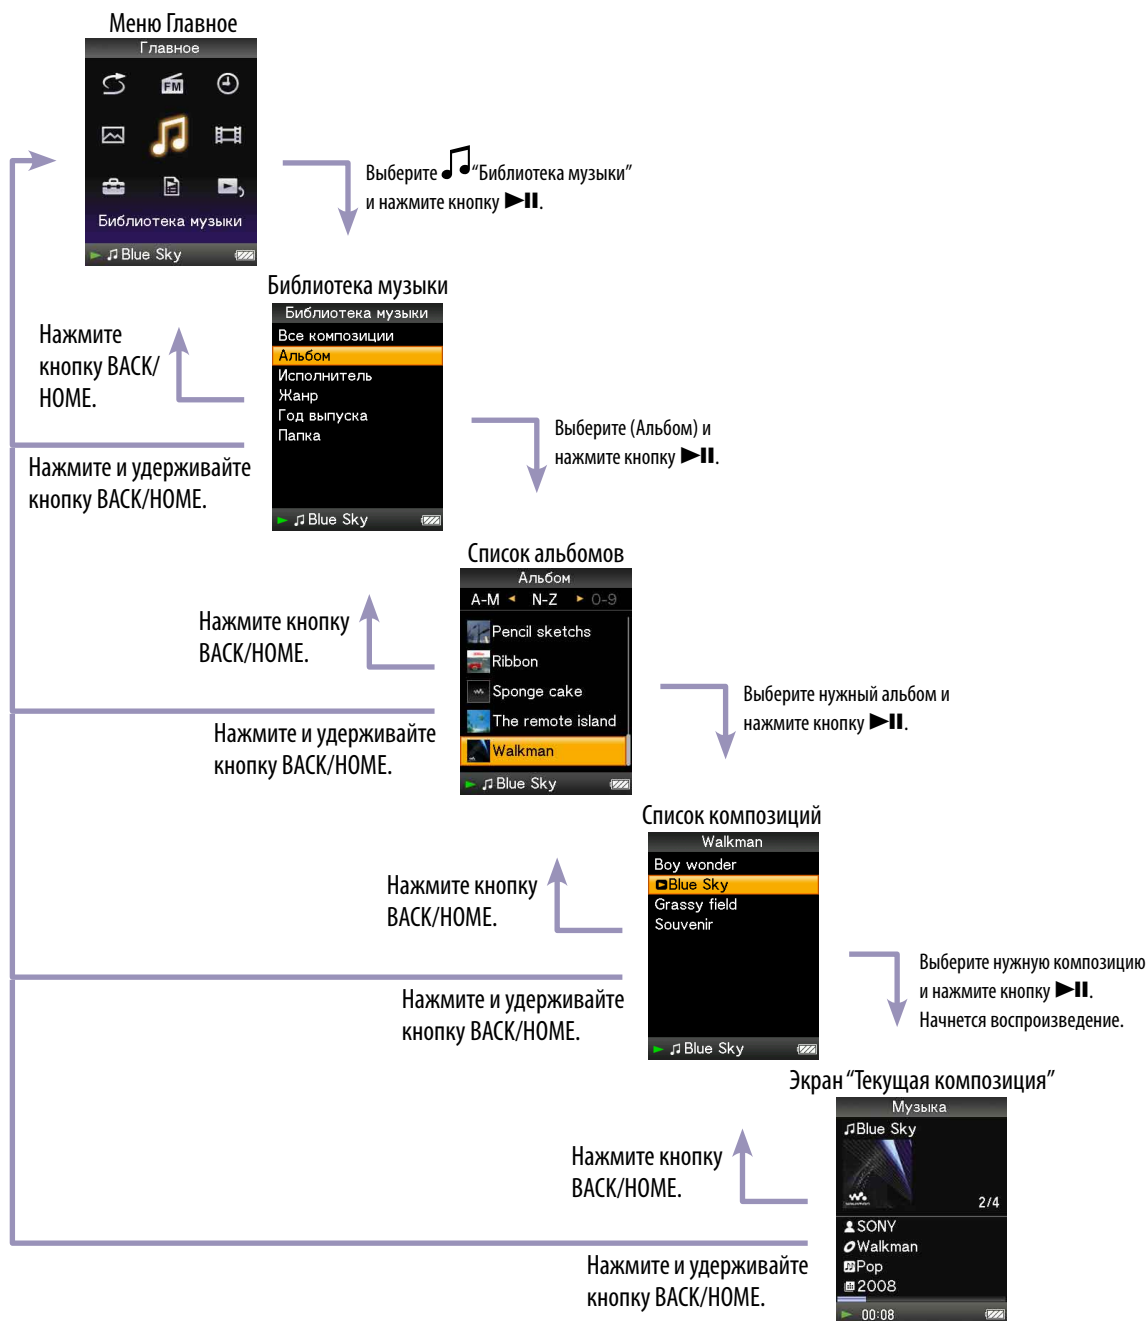 Меню Главное
Главное
FM
Библиотека музыки
Blue Sky
Выберите "Библиотека музыки"
и нажмите кнопку ►II.
Библиотека музыки
Библиотека музыки
Все композиции
Альбом
Исполнитель
Жанр
Год выпуска
Папка
Blue Sky
Нажмите
кнопку BACK/
HOME.
Нажмите и удерживайте
кнопку BACK/HOME.
Выберите (Альбом) и
нажмите кнопку ►II.
Список альбомов
Альбом
A-M ◄ N-Z ► 0-9
Pencil sketchs
Ribbon
Sponge cake
The remote island
Walkman
Blue Sky
Нажмите кнопку
BACK/HOME.
Нажмите и удерживайте
кнопку BACK/HOME.
Выберите нужный альбом и
нажмите кнопку ►II.
Список композиций
Walkman
Boy wonder
Blue Sky
Grassy field
Souvenir
Blue Sky
Нажмите кнопку
BACK/HOME.
Нажмите и удерживайте
кнопку BACK/HOME.
Выберите нужную композицию
и нажмите кнопку ►II.
Начнется воспроизведение.
Экран "Текущая композиция"
Музыка
Blue Sky
2/4
SONY
Walkman
Pop
2008
00:08
Нажмите кнопку
BACK/HOME.
Нажмите и удерживайте
кнопку BACK/HOME.